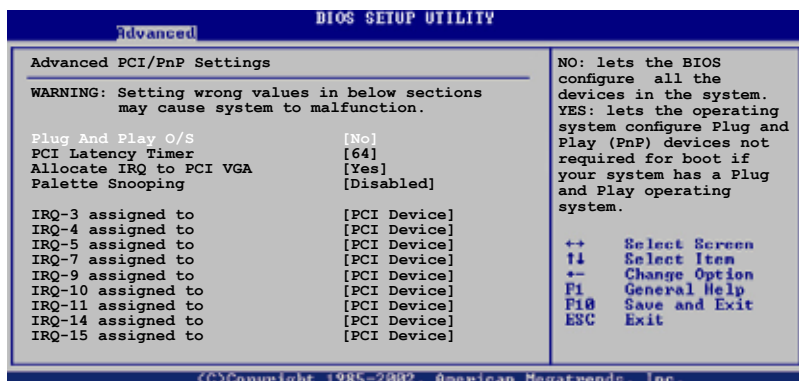 BIOS SETUP UTILITY
Advanced
Advanced PCI/PnP Settings
WARNING: Setting wrong values in below sections
may cause system to malfunction.
Plug And Play O/S [No]
PCI Latency Timer [64]
Allocate IRQ to PCI VGA [Yes]
Palette Snooping [Disabled]
IRQ-3 assigned to [PCI Device]
IRQ-4 assigned to [PCI Device]
IRQ-5 assigned to [PCI Device]
IRQ-7 assigned to [PCI Device]
IRQ-9 assigned to [PCI Device]
IRQ-10 assigned to [PCI Device]
IRQ-11 assigned to [PCI Device]
IRQ-14 assigned to [PCI Device]
IRQ-15 assigned to [PCI Device]
NO: lets the BIOS
configure all the
devices in the system.
YES: lets the operating
system configure Plug and
Play (PnP) devices not
required for boot if
your system has a Plug
and Play operating
system.
↔ Select Screen
↑↓ Select Item
+- Change Option
F1 General Help
F10 Save and Exit
ESC Exit
(C)Copyright 1985-2002, American Megatrends, Inc.